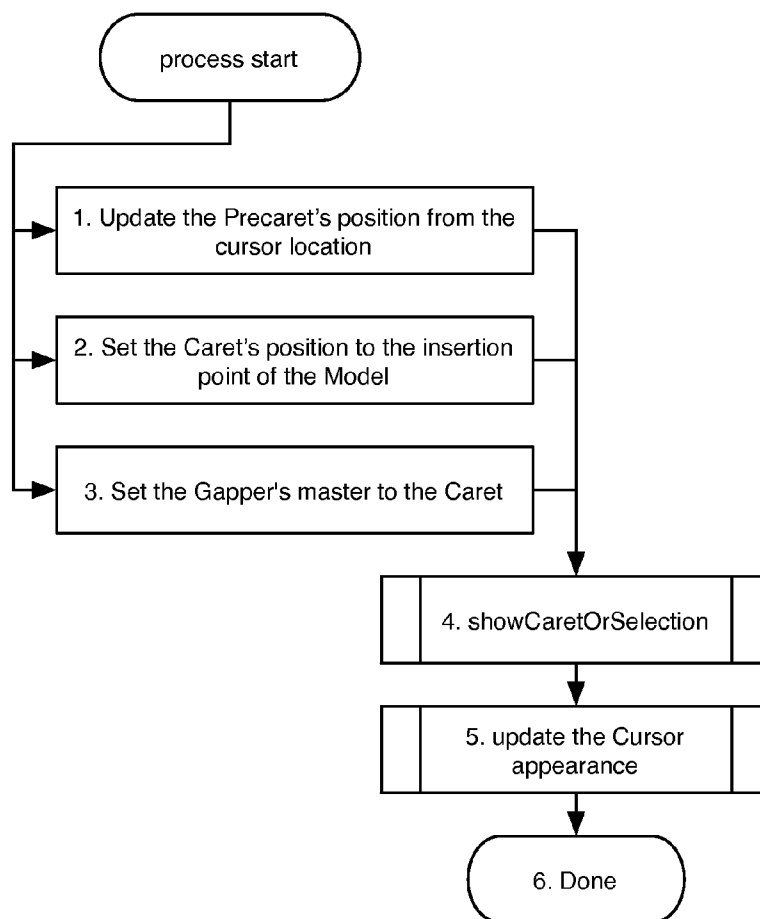 process start
1. Update the Precaret's position from the
cursor location
2. Set the Caret's position to the insertion
point of the Model
3. Set the Gapper's master to the Caret
4. showCaretOrSelection
5. update the Cursor
appearance
6. Done